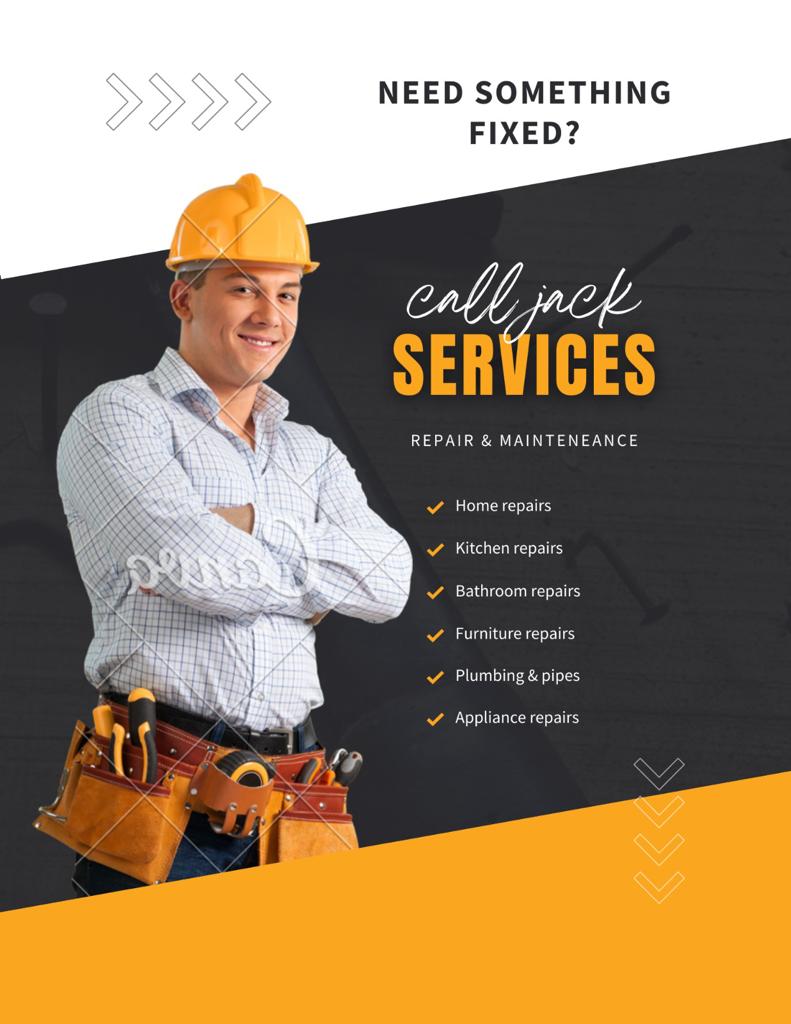 NEED SOMETHING
FIXED?
call jack
SERVICES
REPAIR & MAINTENEANCE
Home repairs
Kitchen repairs
Bathroom repairs
Furniture repairs
Plumbing & pipes
Appliance repairs
Canva